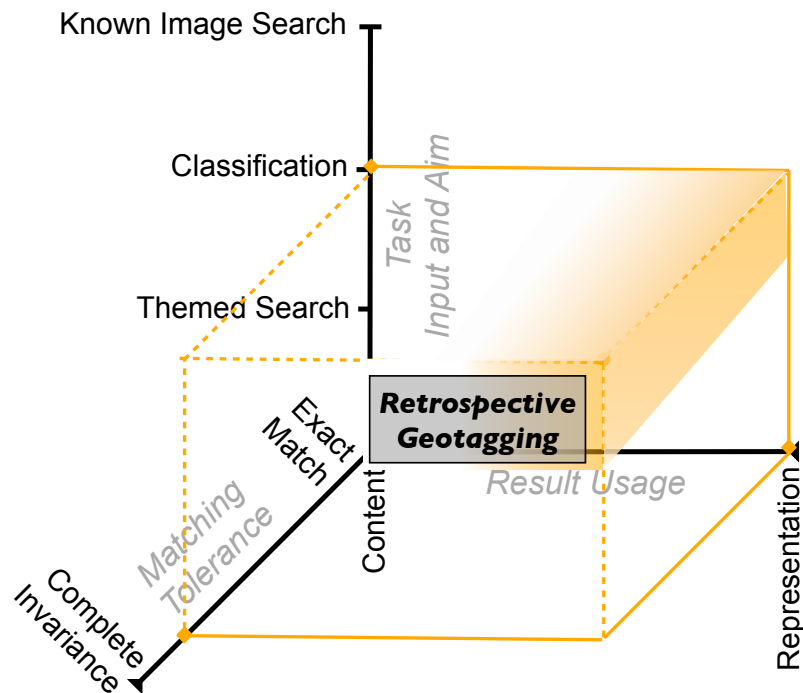 Known Image Search
Classification
Task
Input and Aim
Themed Search
Retrospective
Geotagging
Exact
Match
Content
Result Usage
Matching
Tolerance
Representation
Complete
Invariance